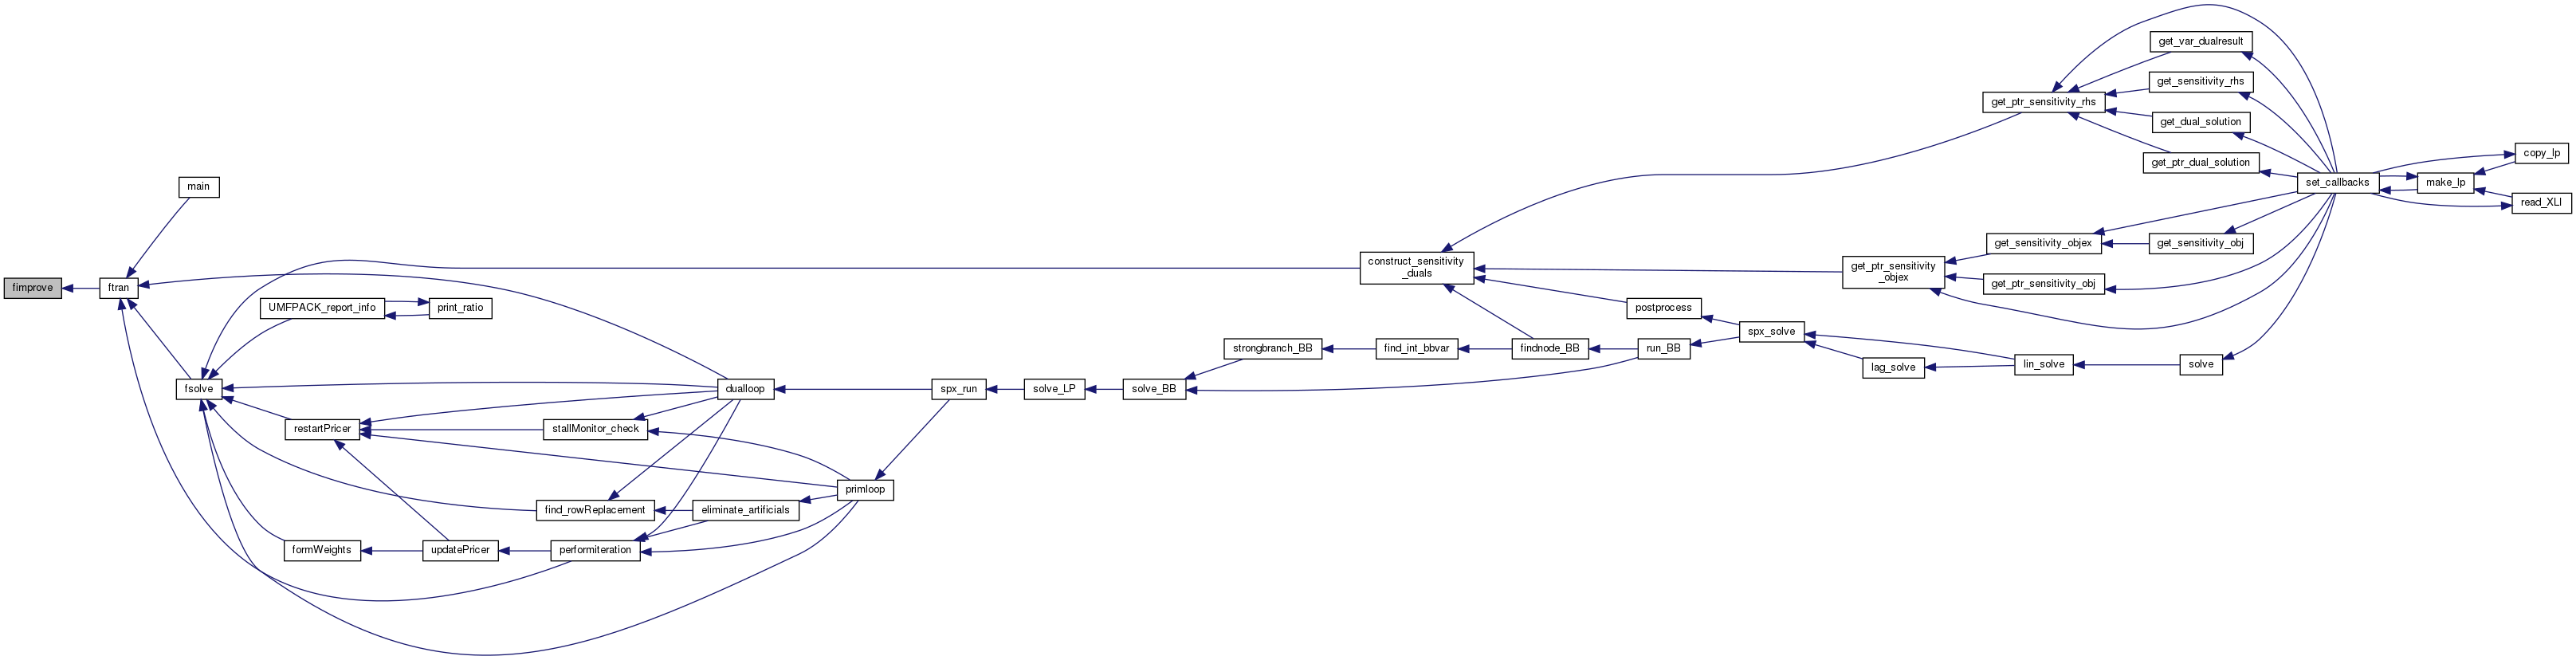 fimprove
ftran
main
fsolve
UMFPACK_report_info
print_ratio
restartPricer
formWeights
updatePricer
stallMonitor_check
find_rowReplacement
performiteration
eliminate_artificials
dualloop
primloop
spx_run
solve_LP
solve_BB
strongbranch_BB
find_int_bbvar
construct_sensitivity
_duals
findnode_BB
postprocess
run_BB
spx_solve
lag_solve
lin_solve
solve
get_ptr_sensitivity_rhs
get_ptr_sensitivity
_objex
get_var_dualresult
get_sensitivity_rhs
get_dual_solution
get_ptr_dual_solution
get_sensitivity_objex
get_sensitivity_obj
get_ptr_sensitivity_obj
set_callbacks
make_lp
copy_lp
read_XLI